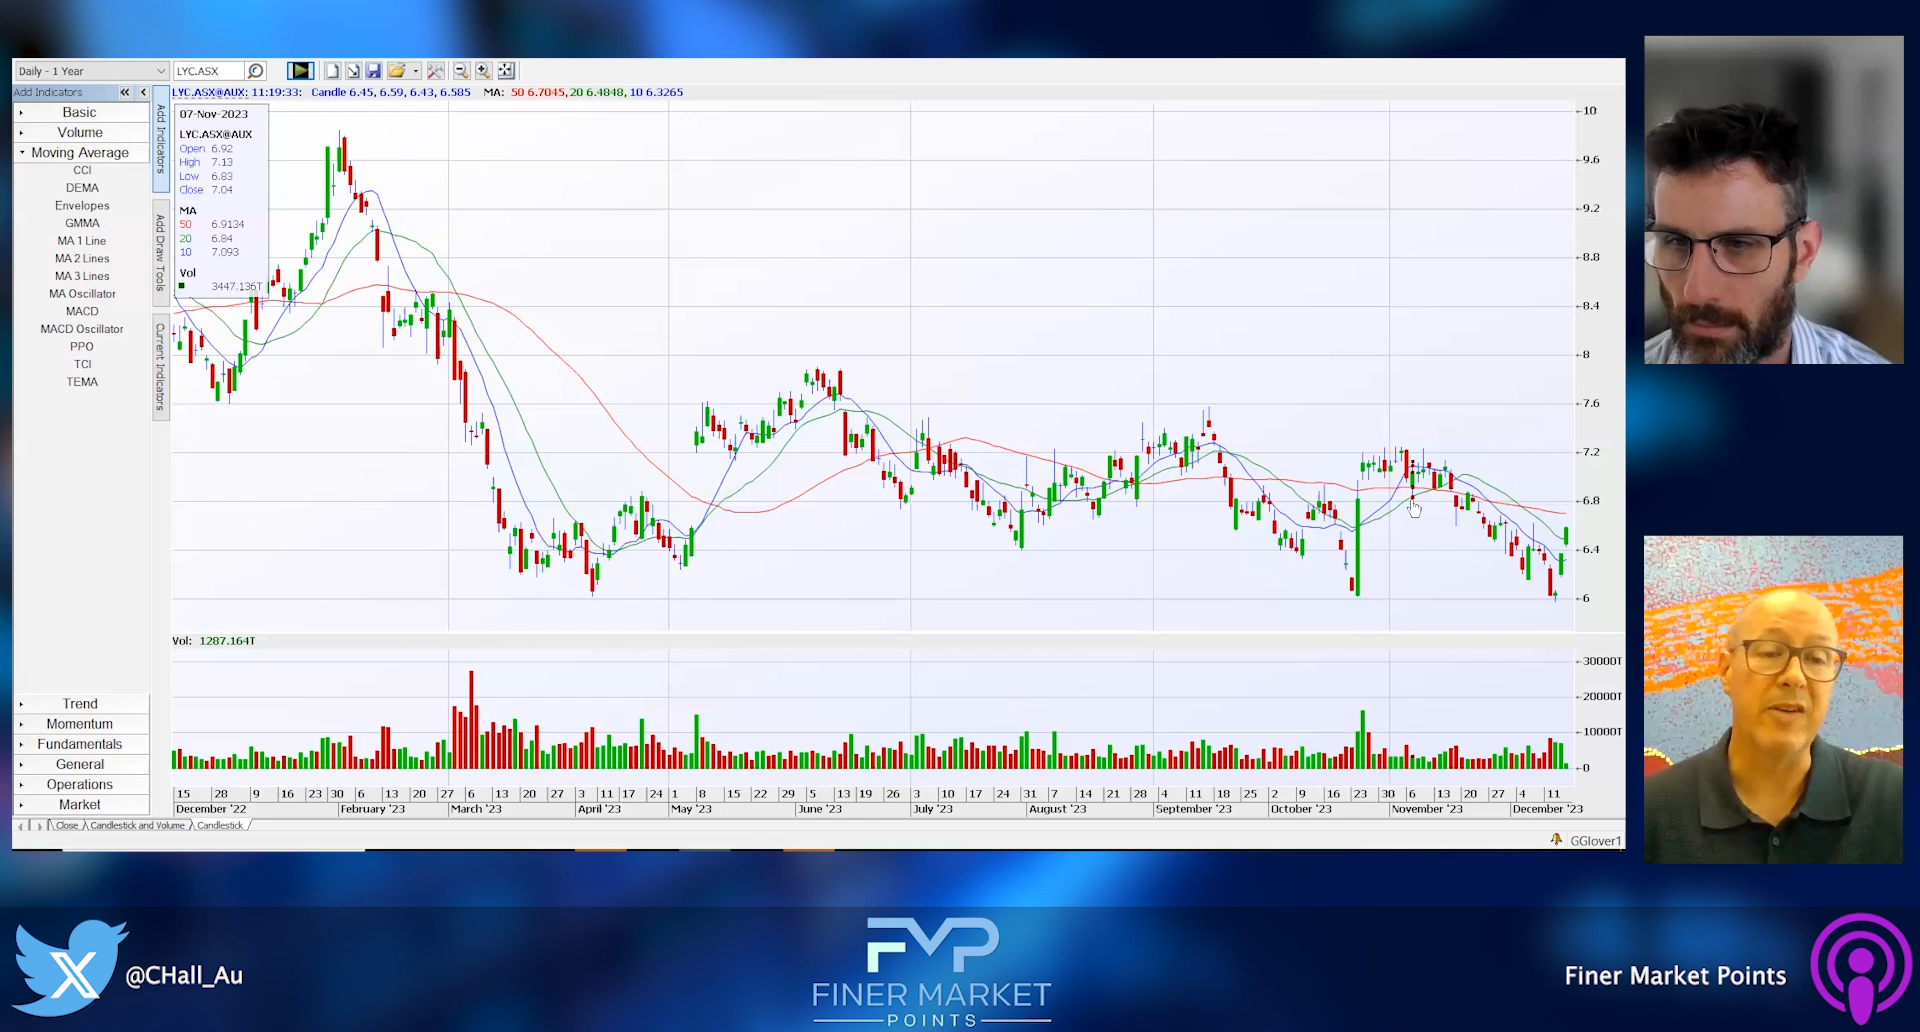 Daily - 1 Year
LYC.ASX
Add Indicators
Basic
Volume
Moving Average
CCI
DEMA
Envelopes
GMMA
MA 1 Line
MA 2 Lines
MA 3 Lines
MA Oscillator
MACD
MACD Oscillator
PPO
TCI
TEMA
Trend
Momentum
Fundamentals
General
Operations
Market
Add Indicators
Add Draw Tools
Current Indicators
LYC.ASX@AUX: 11:19:33: Candle 6.45, 6.59, 6.43, 6.585 MA: 50 6.7045, 20 6.4848, 10 6.3265
07-Nov-2023
LYC.ASX@AUX
Open 6.92
High 7.13
Low 6.83
Close 7.04
MA
50 6.9134
20 6.84
10 7.093
Vol
3447.136T
10
9.6
9.2
8.8
8.4
8
7.6
7.2
6.8
6.4
6
Vol: 1287.164T
30000T
20000T
10000T
0
15 28 9 16 23 30 6 13 20 27 6 13 20 27 3 11 17 24 1 8 15 22 29 5 13 19 26 3 10 17 24 31 7 14 21 28 4 11 18 25 2 9 16 23 30 6 13 20 27 4 11
December '22 February '23 March '23 April '23 May '23 June '23 July '23 August '23 September '23 October '23 November '23 December '23
Close Candlestick and Volume Candlestick
GGlover1
@CHall_Au
FMP
FINER MARKET
POINTS
Finer Market Points